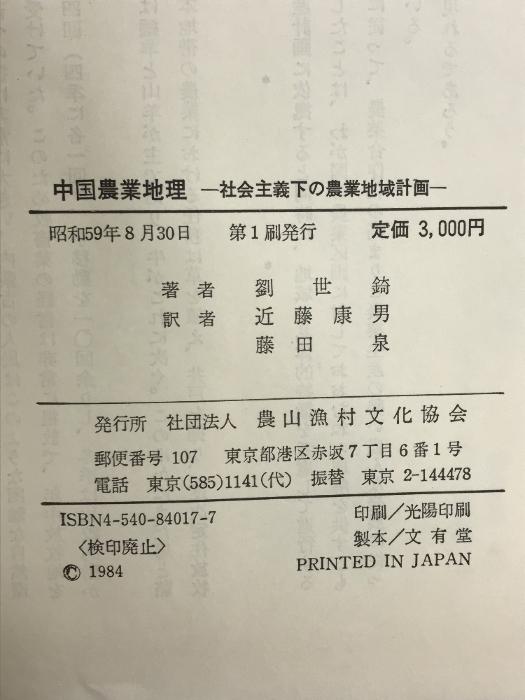 中国農業地理 ―社会主義下の農業地域計画―
昭和59年8月30日 第1刷発行 定価 3,000円
著者 劉世錡
訳者 近藤康男
藤田泉
発行所 社団法人 農山漁村文化協会
郵便番号 107 東京都港区赤坂7丁目6番1号
電話 東京(585)1141(代) 振替 東京 2-144478
ISBN4-540-84017-7 印刷/光陽印刷
〈検印廃止〉 製本/文有堂
© 1984 PRINTED IN JAPAN